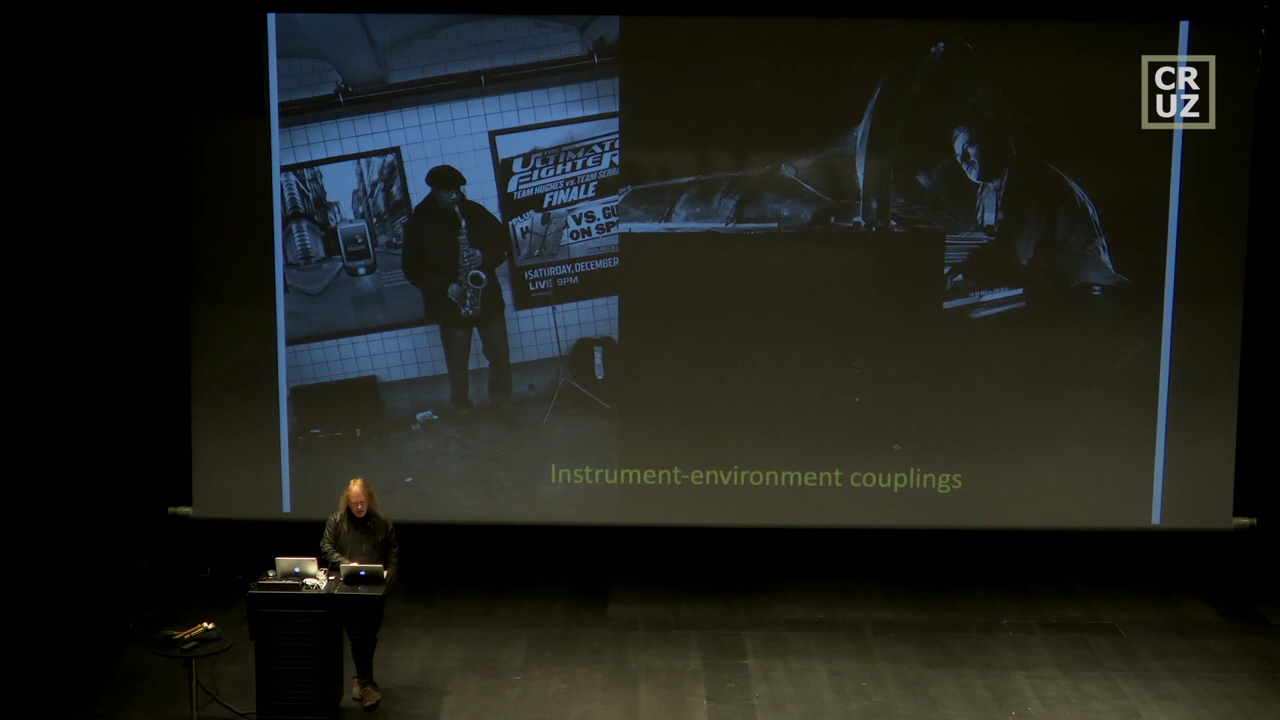 CR
UZ
THE
ULTIMATE
FIGHTER
TEAM HUGHES vs. TEAM SERRA
FINALE
VS. GU
ON SP
SATURDAY, DECEMBER
LIVE 9PM
Instrument-environment couplings